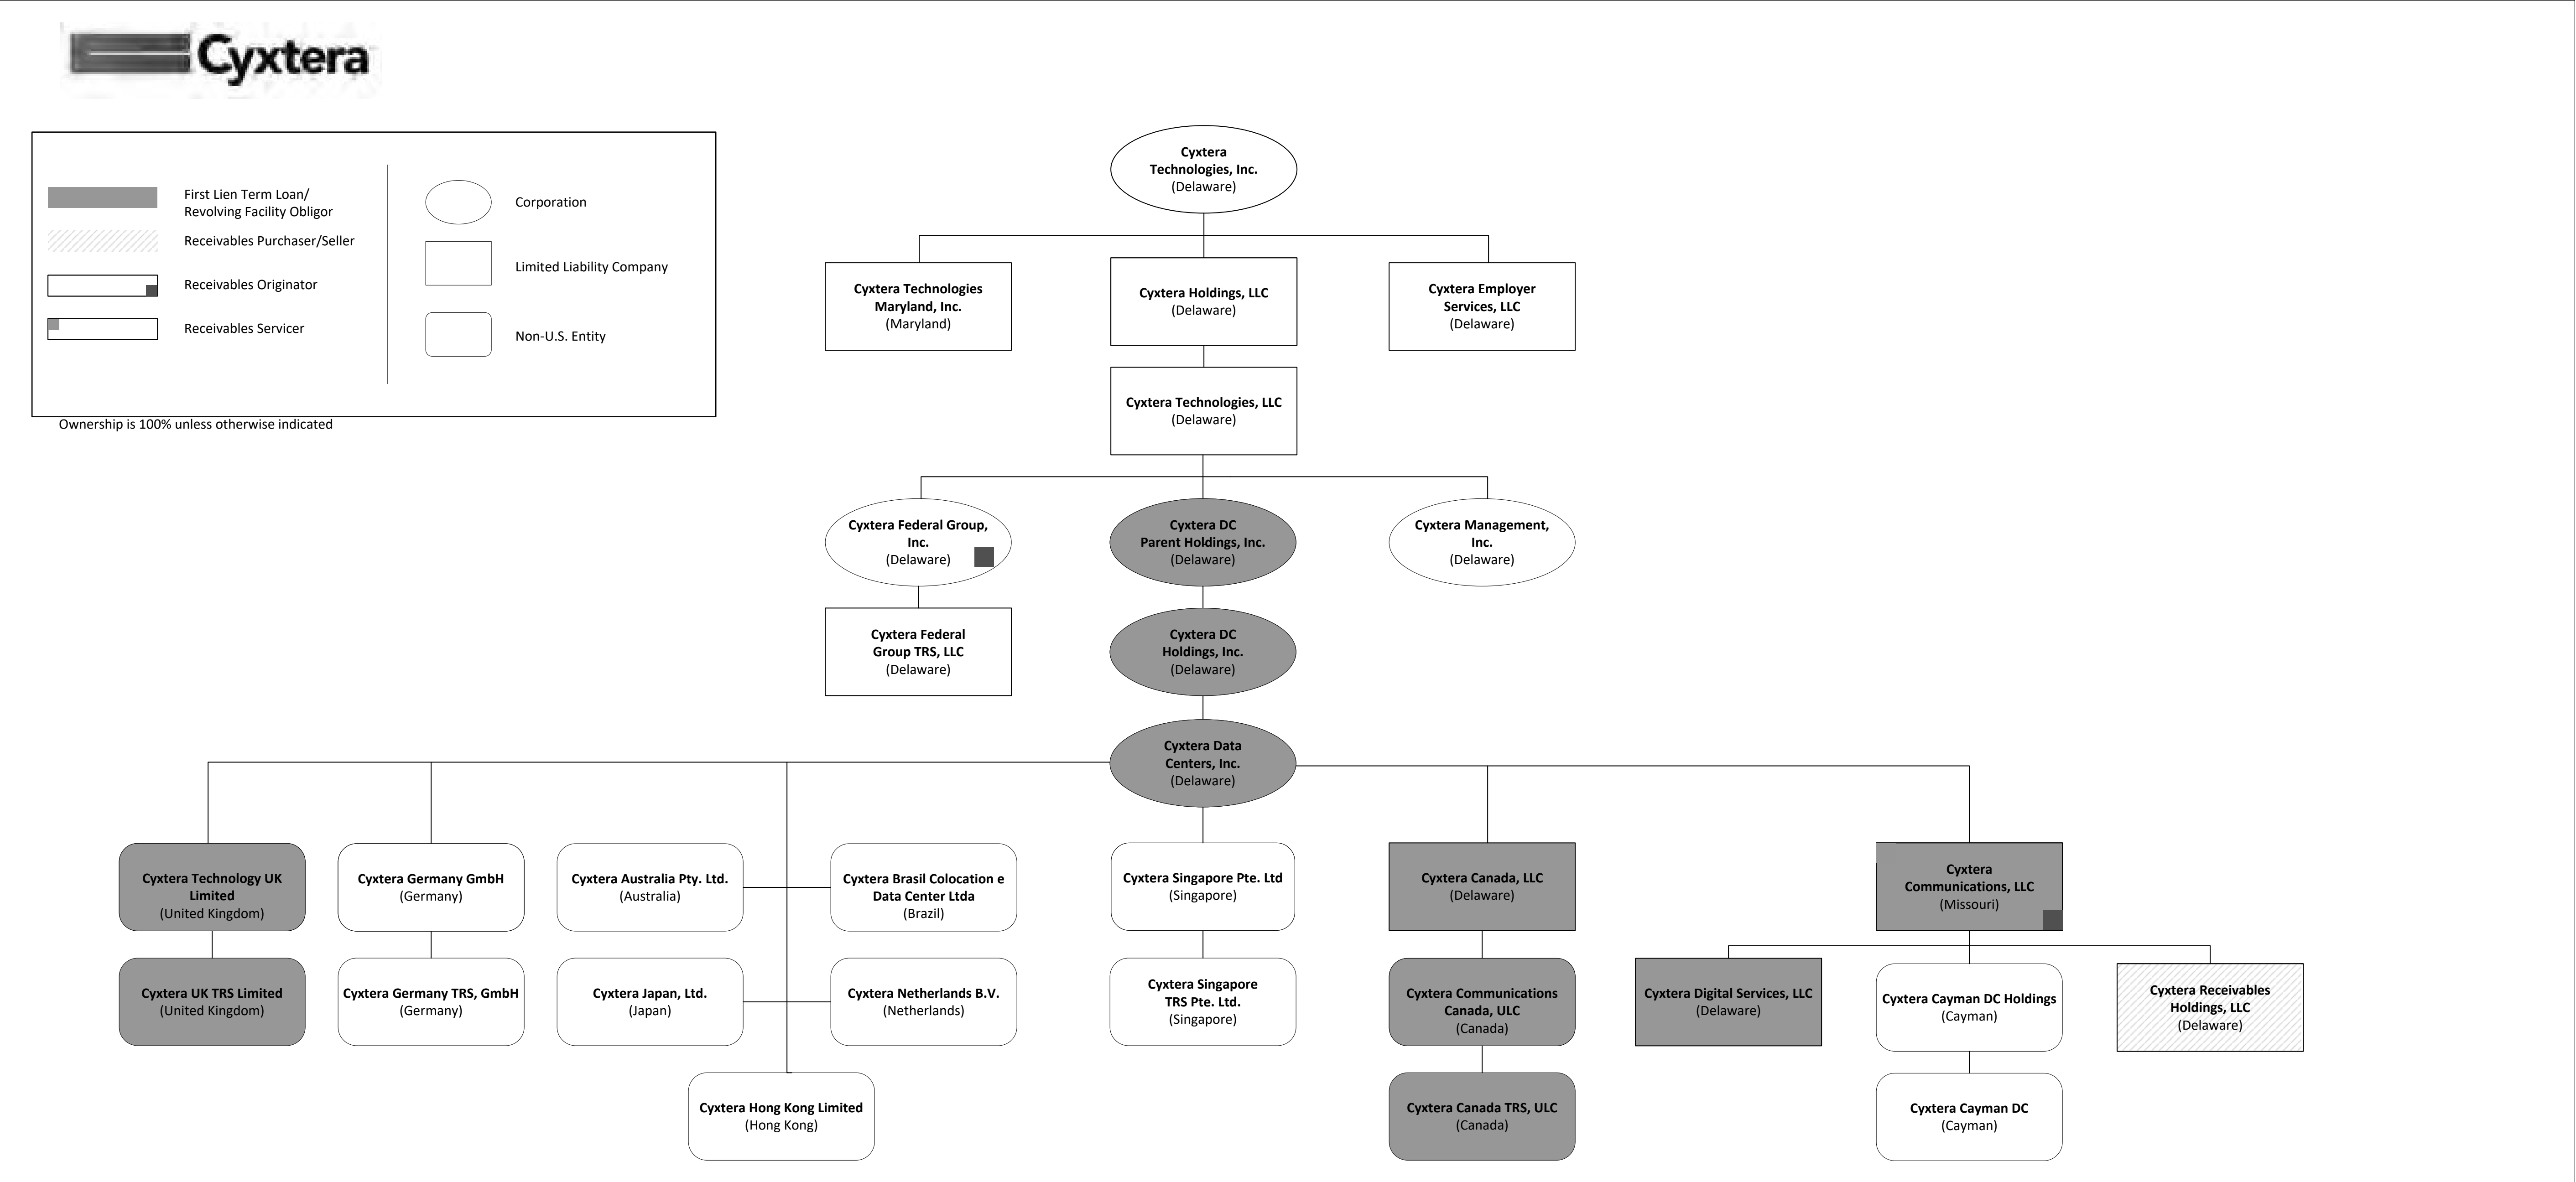 Cyxtera
First Lien Term Loan/
Revolving Facility Obligor
Receivables Purchaser/Seller
Receivables Originator
Receivables Servicer
Corporation
Limited Liability Company
Non-U.S. Entity
Ownership is 100% unless otherwise indicated
Cyxtera
Technologies, Inc.
(Delaware)
Cyxtera Technologies
Maryland, Inc.
(Maryland)
Cyxtera Holdings, LLC
(Delaware)
Cyxtera Employer
Services, LLC
(Delaware)
Cyxtera Technologies, LLC
(Delaware)
Cyxtera Federal Group,
Inc.
(Delaware)
Cyxtera DC
Parent Holdings, Inc.
(Delaware)
Cyxtera Management,
Inc.
(Delaware)
Cyxtera Federal
Group TRS, LLC
(Delaware)
Cyxtera DC
Holdings, Inc.
(Delaware)
Cyxtera Data
Centers, Inc.
(Delaware)
Cyxtera Technology UK
Limited
(United Kingdom)
Cyxtera Germany GmbH
(Germany)
Cyxtera Australia Pty. Ltd.
(Australia)
Cyxtera Brasil Colocation e
Data Center Ltda
(Brazil)
Cyxtera Singapore Pte. Ltd
(Singapore)
Cyxtera Canada, LLC
(Delaware)
Cyxtera
Communications, LLC
(Missouri)
Cyxtera UK TRS Limited
(United Kingdom)
Cyxtera Germany TRS, GmbH
(Germany)
Cyxtera Japan, Ltd.
(Japan)
Cyxtera Netherlands B.V.
(Netherlands)
Cyxtera Singapore
TRS Pte. Ltd.
(Singapore)
Cyxtera Communications
Canada, ULC
(Canada)
Cyxtera Digital Services, LLC
(Delaware)
Cyxtera Cayman DC Holdings
(Cayman)
Cyxtera Receivables
Holdings, LLC
(Delaware)
Cyxtera Hong Kong Limited
(Hong Kong)
Cyxtera Canada TRS, ULC
(Canada)
Cyxtera Cayman DC
(Cayman)